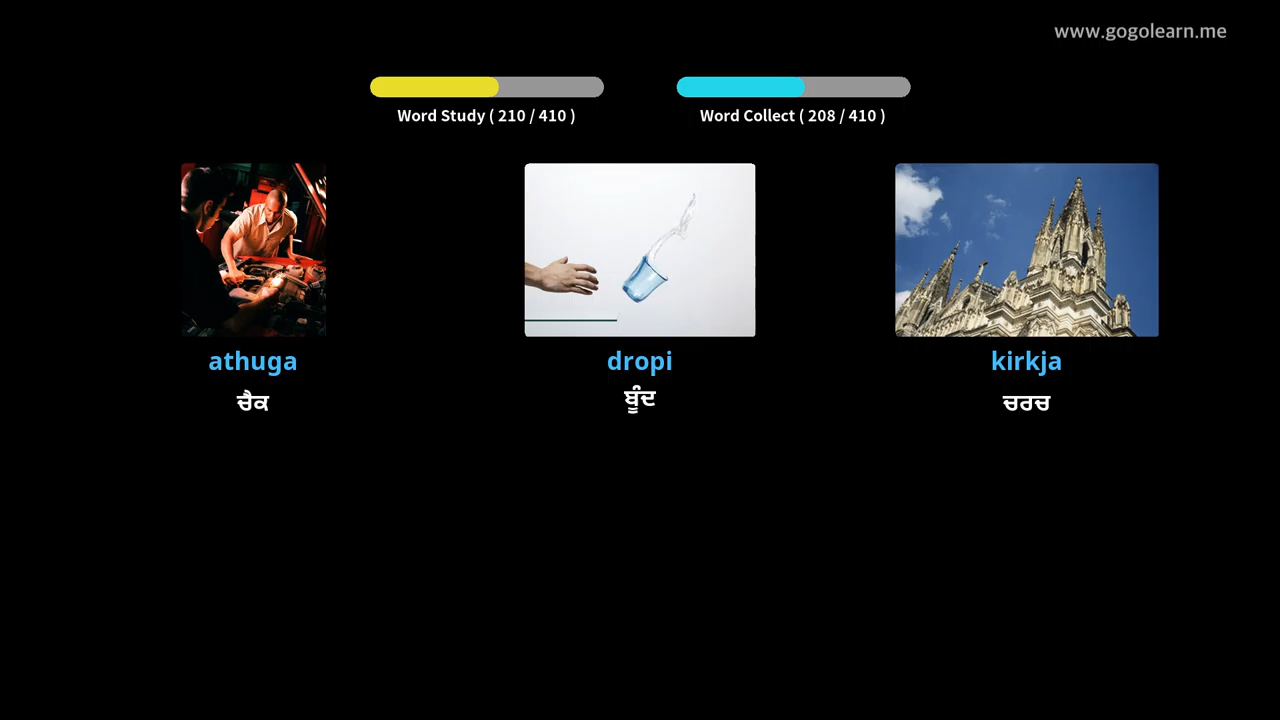 www.gogolearn.me
Word Study ( 210 / 410 )
Word Collect ( 208 / 410 )
athuga
dropi
kirkja
ਚੈਕ
ਬੂੰਦ
ਚਰਚ